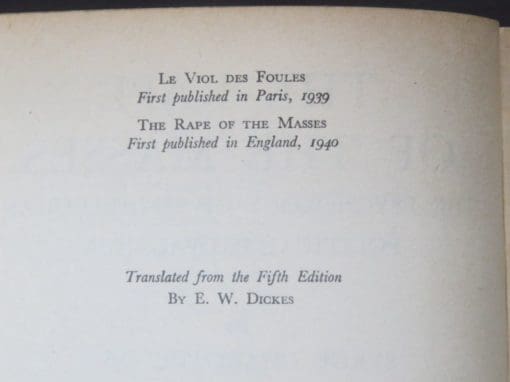 LE VIOL DES FOULES
First published in Paris, 1939
THE RAPE OF THE MASSES
First published in England, 1940
Translated from the Fifth Edition
BY E. W. DICKES